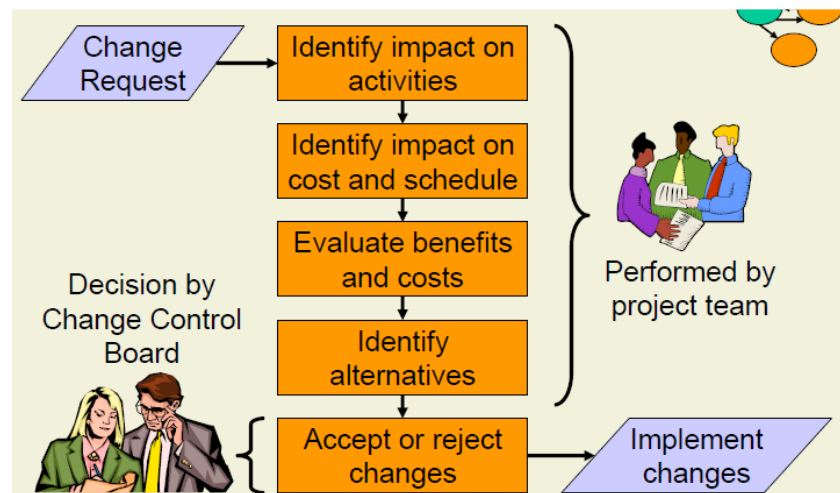 Change
Request
Identify impact on
activities
Identify impact on
cost and schedule
Evaluate benefits
and costs
Identify
alternatives
Performed by
project team
Decision by
Change Control
Board
Accept or reject
changes
Implement
changes